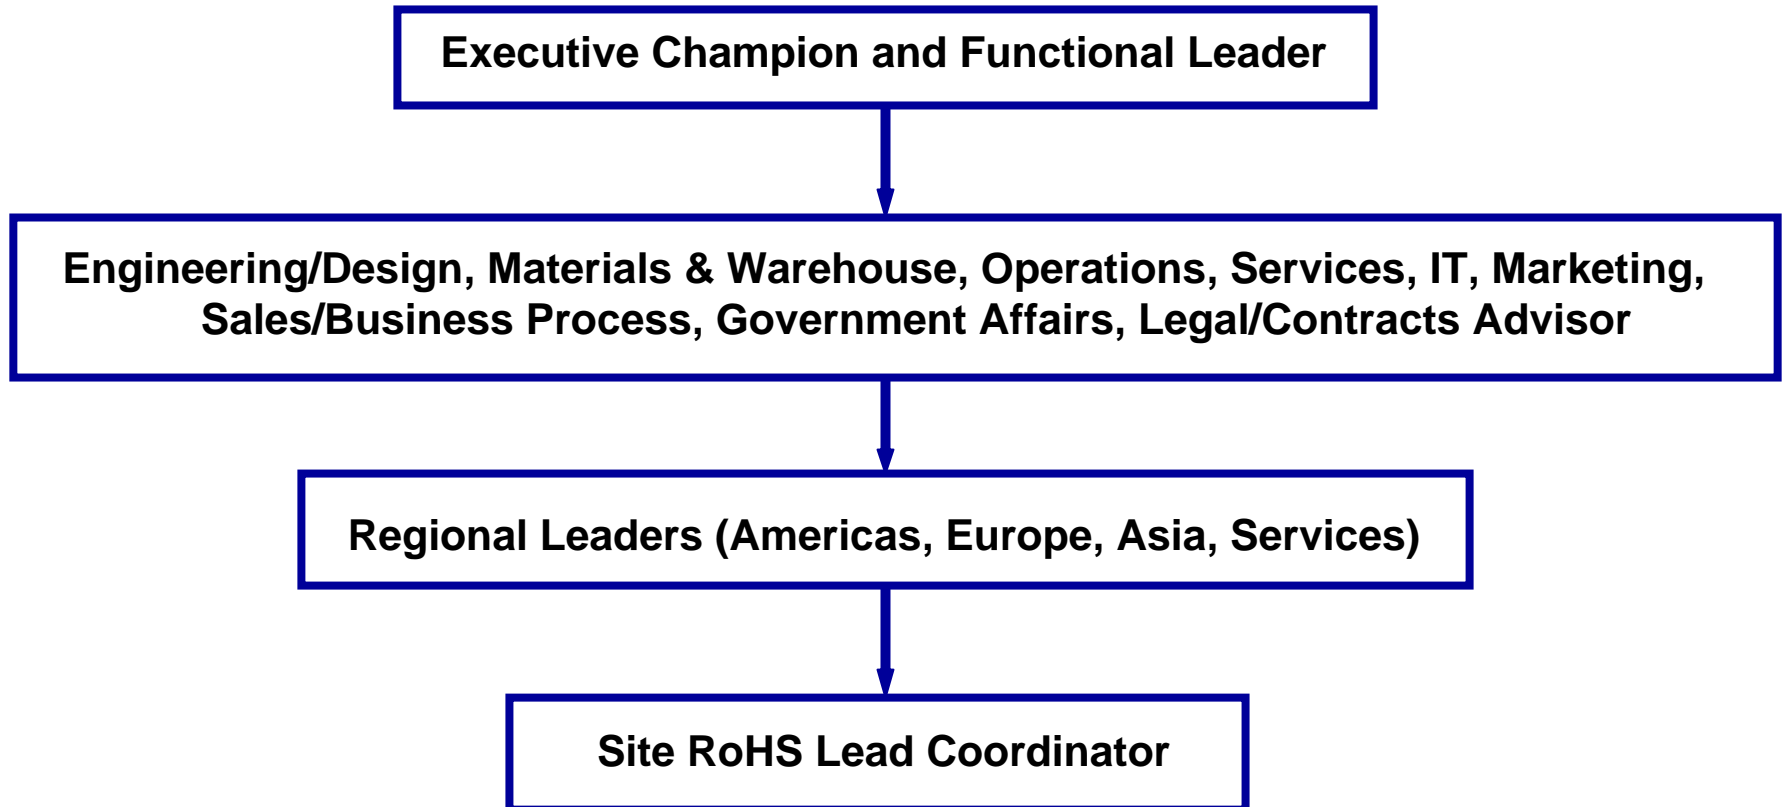 Executive Champion and Functional Leader
Engineering/Design, Materials & Warehouse, Operations, Services, IT, Marketing,
Sales/Business Process, Government Affairs, Legal/Contracts Advisor
Regional Leaders (Americas, Europe, Asia, Services)
Site RoHS Lead Coordinator